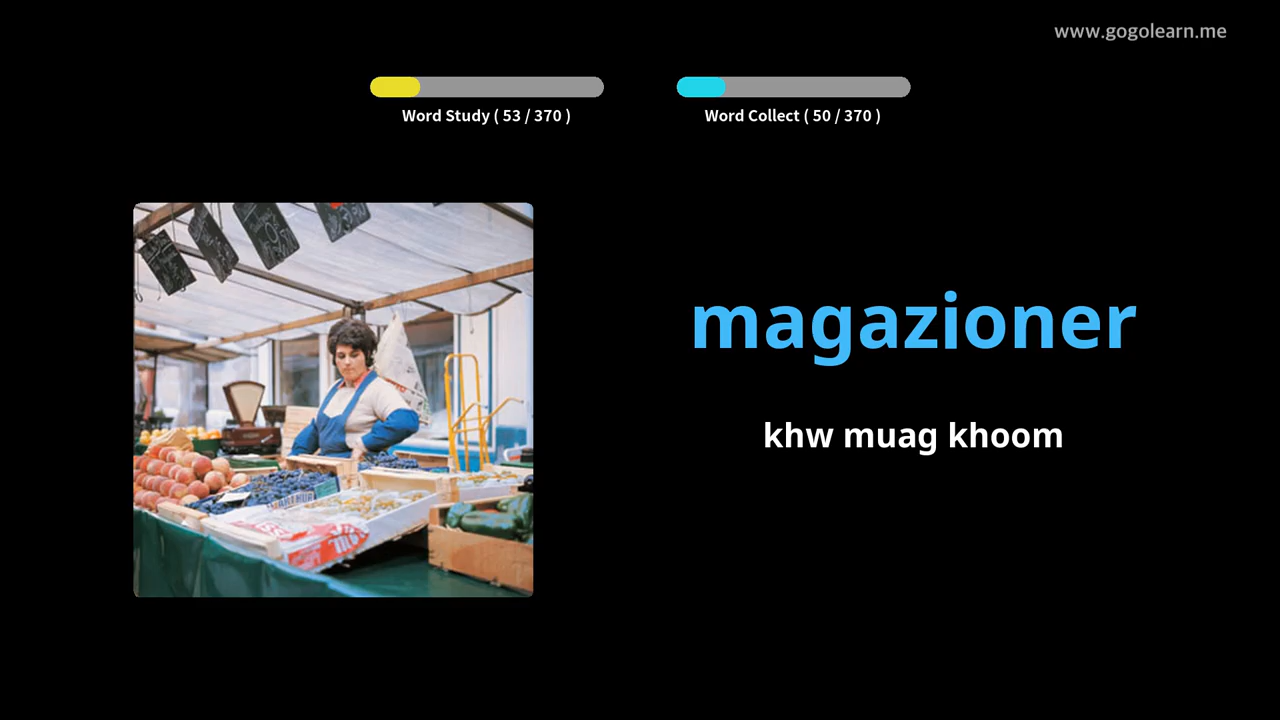 www.gogolearn.me
Word Study ( 53 / 370 )
Word Collect ( 50 / 370 )
magazioner
khw muag khoom